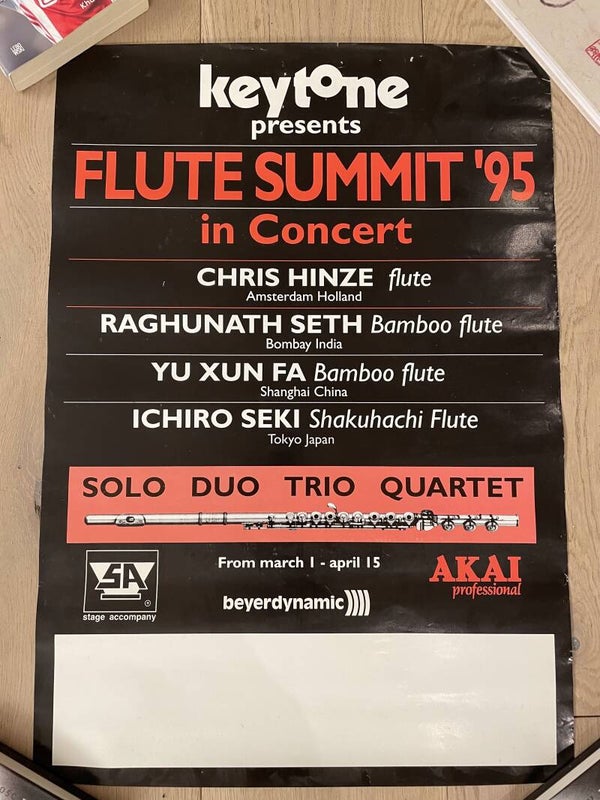 keytone
presents
FLUTE SUMMIT '95
in Concert
CHRIS HINZE flute
Amsterdam Holland
RAGHUNATH SETH Bamboo flute
Bombay India
YU XUN FA Bamboo flute
Shanghai China
ICHIRO SEKI Shakuhachi Flute
Tokyo Japan
SOLO DUO TRIO QUARTET
From march 1 - april 15
SA
®
stage accompany
beyerdynamic))))
AKAI
professional